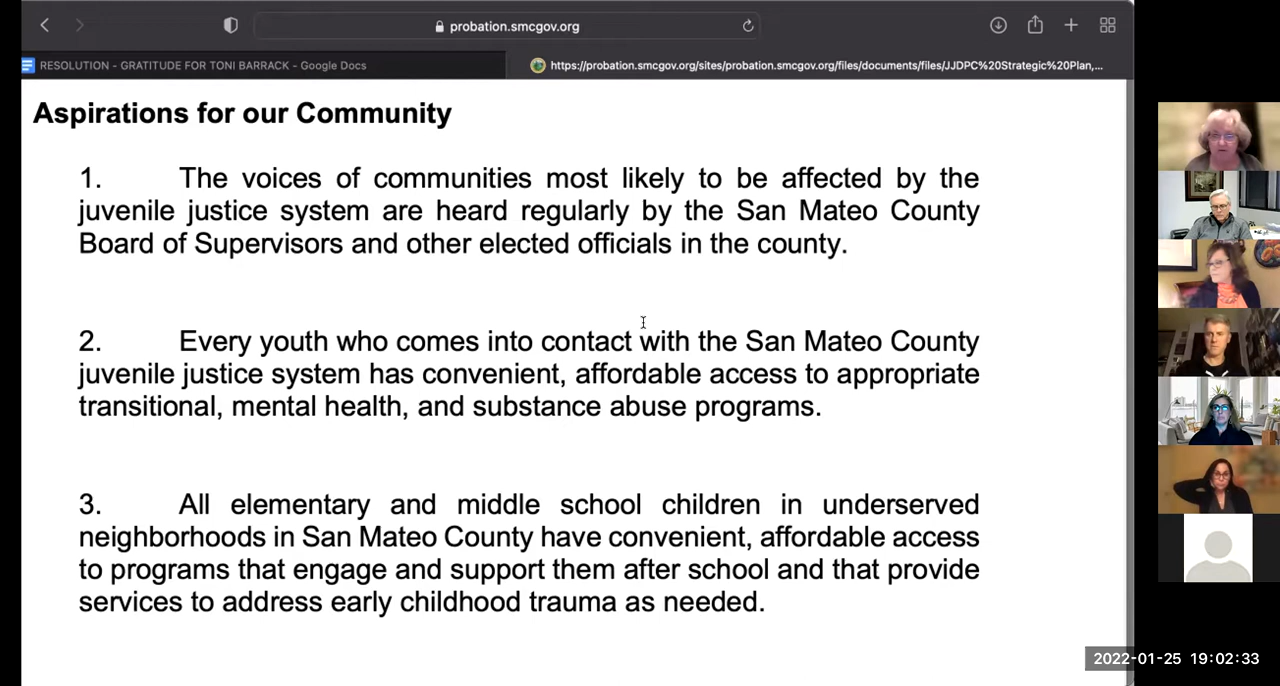 probation.smcgov.org
RESOLUTION - GRATITUDE FOR TONI BARRACK - Google Docs
https://probation.smcgov.org/sites/probation.smcgov.org/files/documents/files/JJDPC%20Strategic%20Plan,...
Aspirations for our Community
1. The voices of communities most likely to be affected by the
juvenile justice system are heard regularly by the San Mateo County
Board of Supervisors and other elected officials in the county.
2. Every youth who comes into contact with the San Mateo County
juvenile justice system has convenient, affordable access to appropriate
transitional, mental health, and substance abuse programs.
3. All elementary and middle school children in underserved
neighborhoods in San Mateo County have convenient, affordable access
to programs that engage and support them after school and that provide
services to address early childhood trauma as needed.
2022-01-25 19:02:33